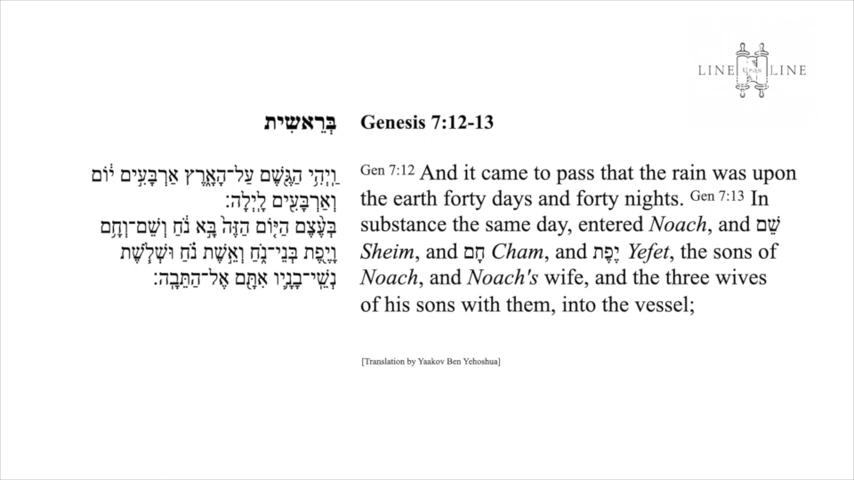 LINE UPON LINE
בְּרֵאשִׁית
Genesis 7:12-13
וַֽיְהִ֥י הַגֶּ֖שֶׁם עַל־הָאָ֑רֶץ אַרְבָּעִ֣ים י֔וֹם
וְאַרְבָּעִ֖ים לָֽיְלָה׃
בְּעֶ֨צֶם הַיּ֤וֹם הַזֶּה֙ בָּ֣א נֹ֔חַ וְשֵׁם־וְחָ֥ם
וָיֶ֖פֶת בְּנֵי־נֹ֑חַ וְאֵ֣שֶׁת נֹ֗חַ וּשְׁלֹ֧שֶׁת
נְשֵֽׁי־בָנָ֛יו אִתָּ֖ם אֶל־הַתֵּבָֽה׃
Gen 7:12 And it came to pass that the rain was upon
the earth forty days and forty nights. Gen 7:13 In
substance the same day, entered Noach, and שֵׁם
Sheim, and חָם Cham, and יֶפֶת Yefet, the sons of
Noach, and Noach's wife, and the three wives
of his sons with them, into the vessel;
[Translation by Yaakov Ben Yehoshua]